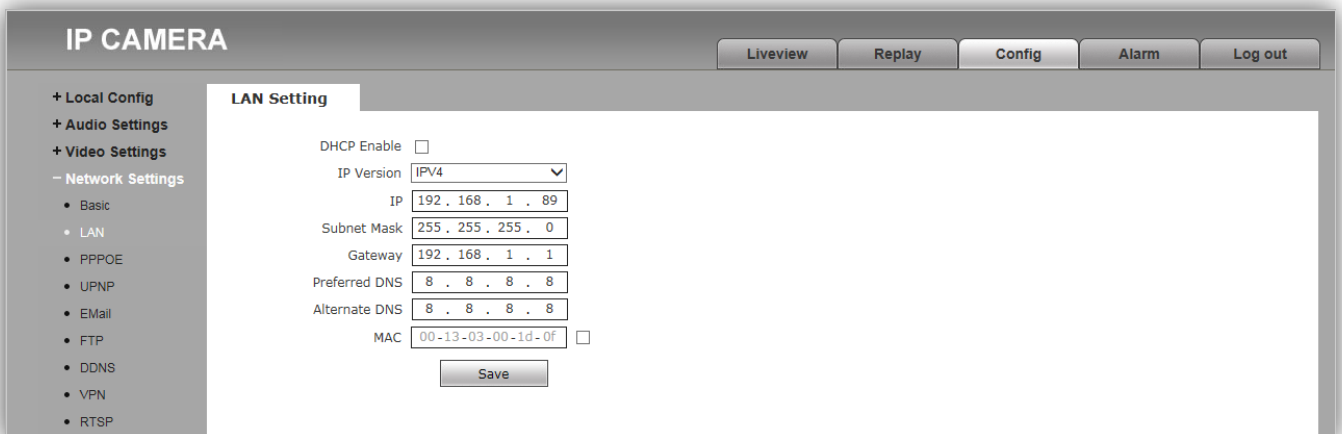 IP CAMERA
Liveview Replay Config Alarm Log out
+ Local Config
+ Audio Settings
+ Video Settings
− Network Settings
• Basic
• LAN
• PPPOE
• UPNP
• EMail
• FTP
• DDNS
• VPN
• RTSP
LAN Setting
DHCP Enable
IP Version IPV4
IP 192 . 168 . 1 . 89
Subnet Mask 255 . 255 . 255 . 0
Gateway 192 . 168 . 1 . 1
Preferred DNS 8 . 8 . 8 . 8
Alternate DNS 8 . 8 . 8 . 8
MAC 00-13-03-00-1d-0f
Save